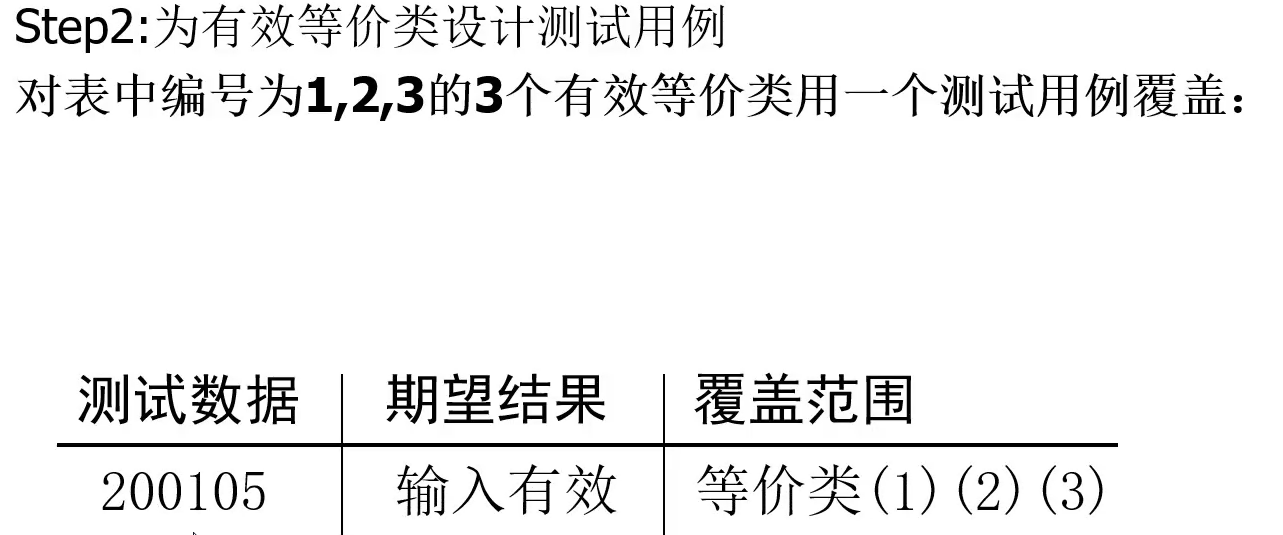 Step2:为有效等价类设计测试用例
对表中编号为1,2,3的3个有效等价类用一个测试用例覆盖：
测试数据 期望结果 覆盖范围
200105 输入有效 等价类(1)(2)(3)